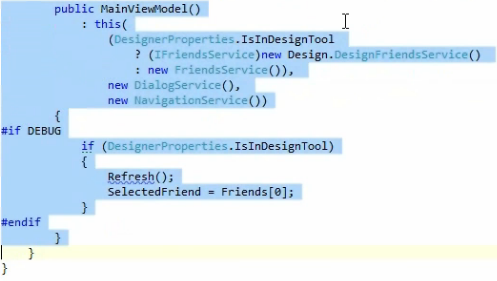 public MainViewModel()
: this(
(DesignerProperties.IsInDesignTool
? (IFriendsService)new Design.DesignFriendsService()
: new FriendsService()),
new DialogService(),
new NavigationService())
{
#if DEBUG
if (DesignerProperties.IsInDesignTool)
{
Refresh();
SelectedFriend = Friends[0];
}
#endif
}
}
}